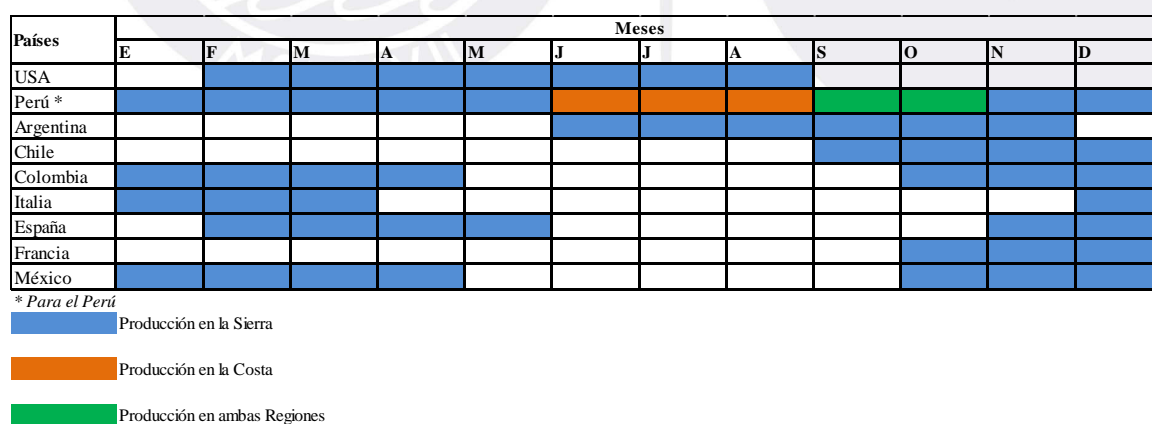 Países Meses
E F M A M J J A S O N D
USA
Perú *
Argentina
Chile
Colombia
Italia
España
Francia
México
* Para el Perú
Producción en la Sierra
Producción en la Costa
Producción en ambas Regiones